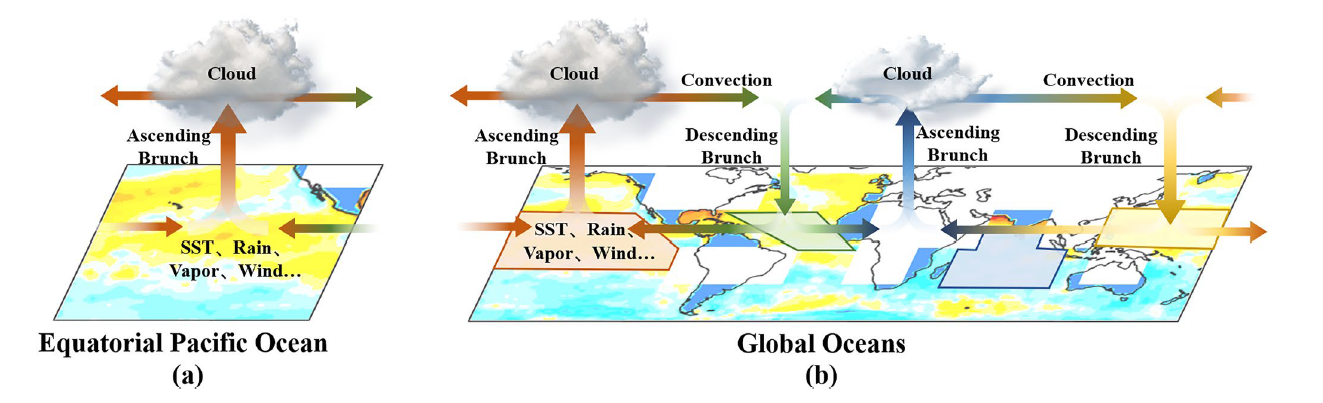 Cloud
Ascending
Brunch
SST、Rain、
Vapor、Wind…
Equatorial Pacific Ocean
(a)
Cloud
Convection
Cloud
Convection
Ascending
Brunch
Descending
Brunch
Ascending
Brunch
Descending
Brunch
SST、Rain、
Vapor、Wind…
Global Oceans
(b)